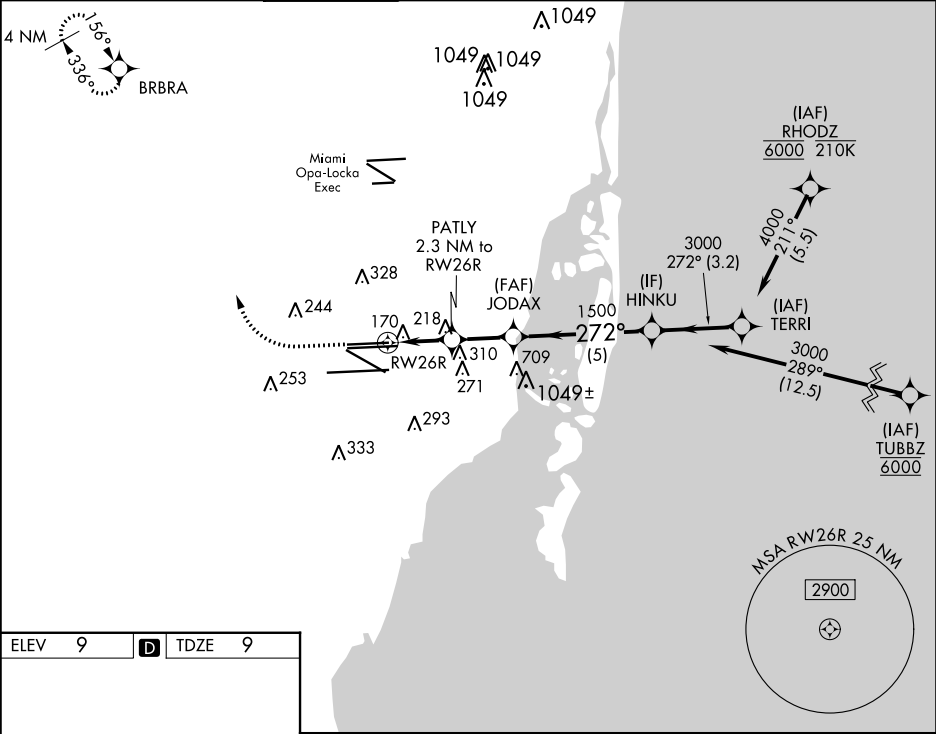 4 NM
156°
336°
BRBRA
1049
1049
1049
1049
Miami
Opa-Locka
Exec
(IAF)
RHODZ
6000 210K
4000
211°
(5.5)
PATLY
2.3 NM to
RW26R
(FAF)
JODAX
3000
272° (3.2)
(IF)
HINKU
(IAF)
TERRI
328
244
170
218
1500
272°
(5)
RW26R
310
709
271
1049±
253
293
333
3000
289°
(12.5)
(IAF)
TUBBZ
6000
MSA RW26R 25 NM
2900
ELEV 9
D
TDZE 9